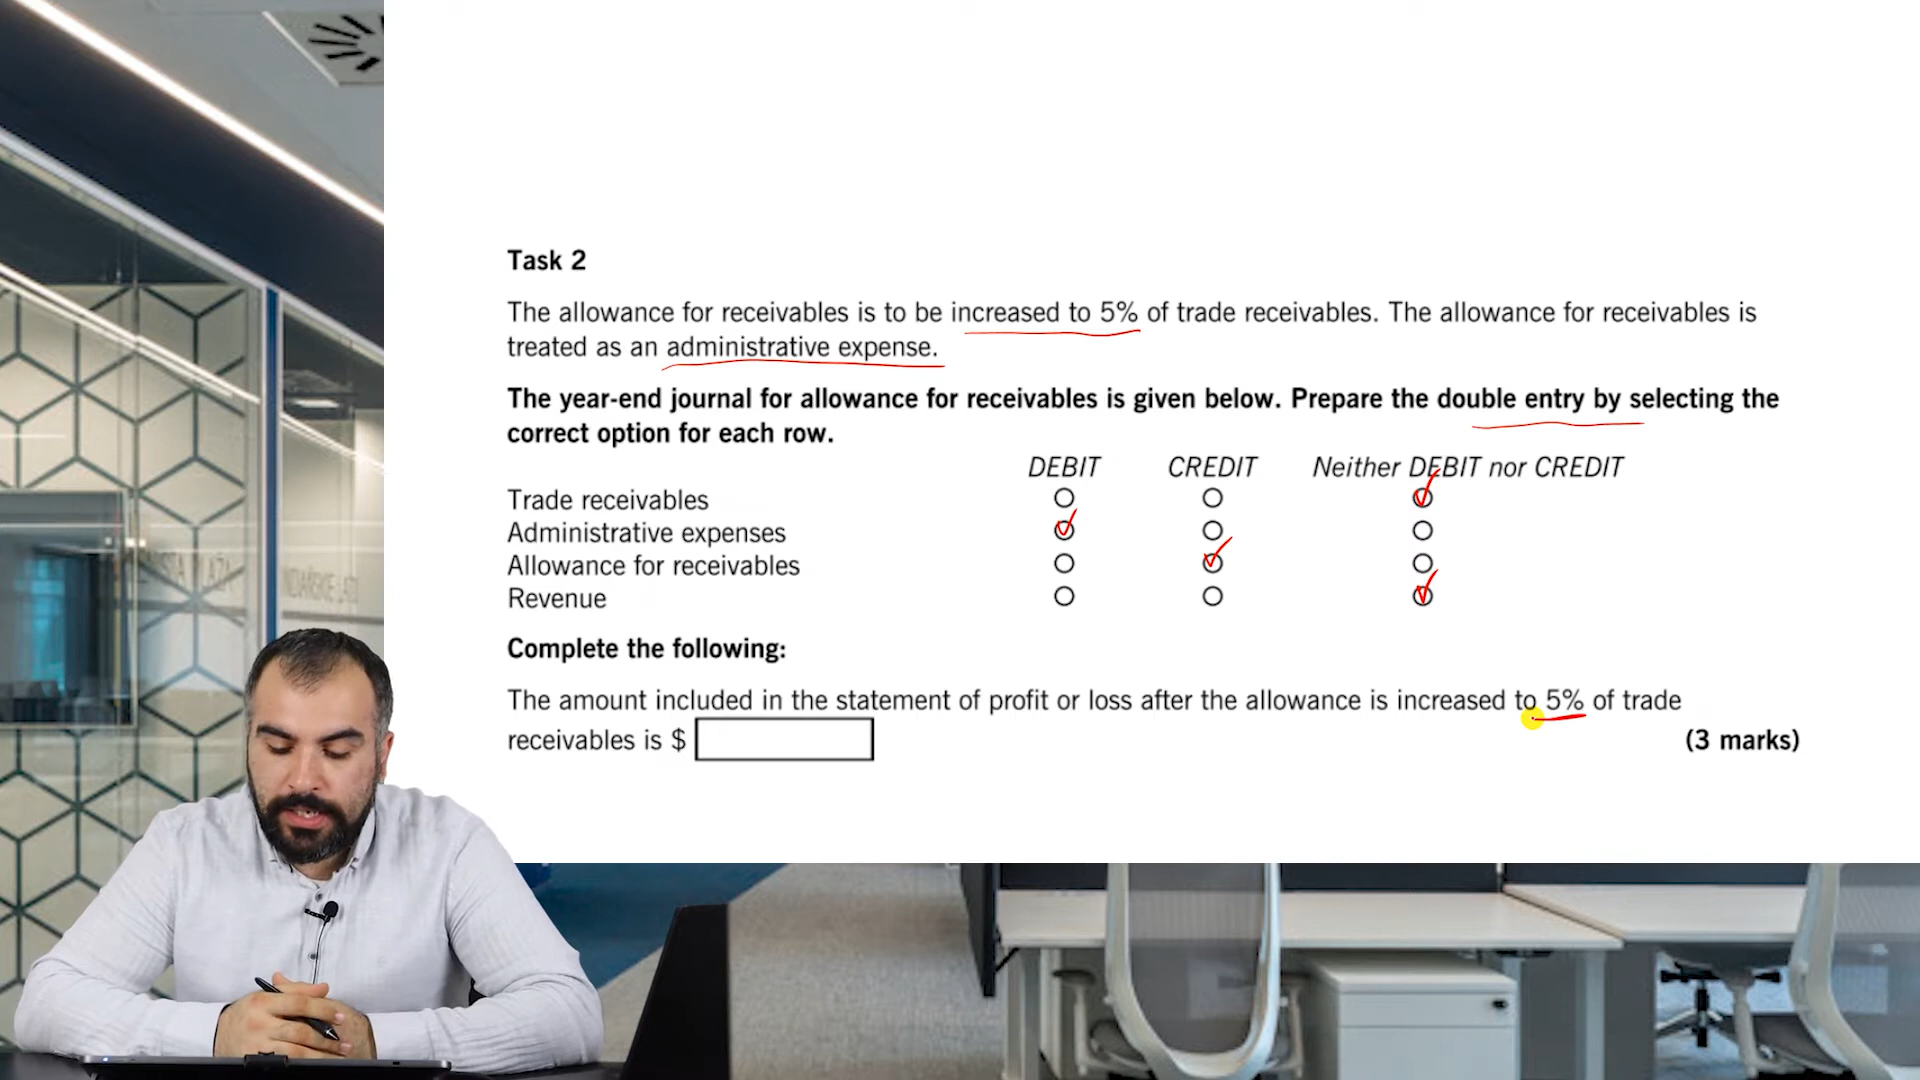 Task 2
The allowance for receivables is to be increased to 5% of trade receivables. The allowance for receivables is
treated as an administrative expense.
The year-end journal for allowance for receivables is given below. Prepare the double entry by selecting the
correct option for each row.
DEBIT CREDIT Neither DEBIT nor CREDIT
Trade receivables
Administrative expenses
Allowance for receivables
Revenue
Complete the following:
The amount included in the statement of profit or loss after the allowance is increased to 5% of trade
receivables is $
(3 marks)